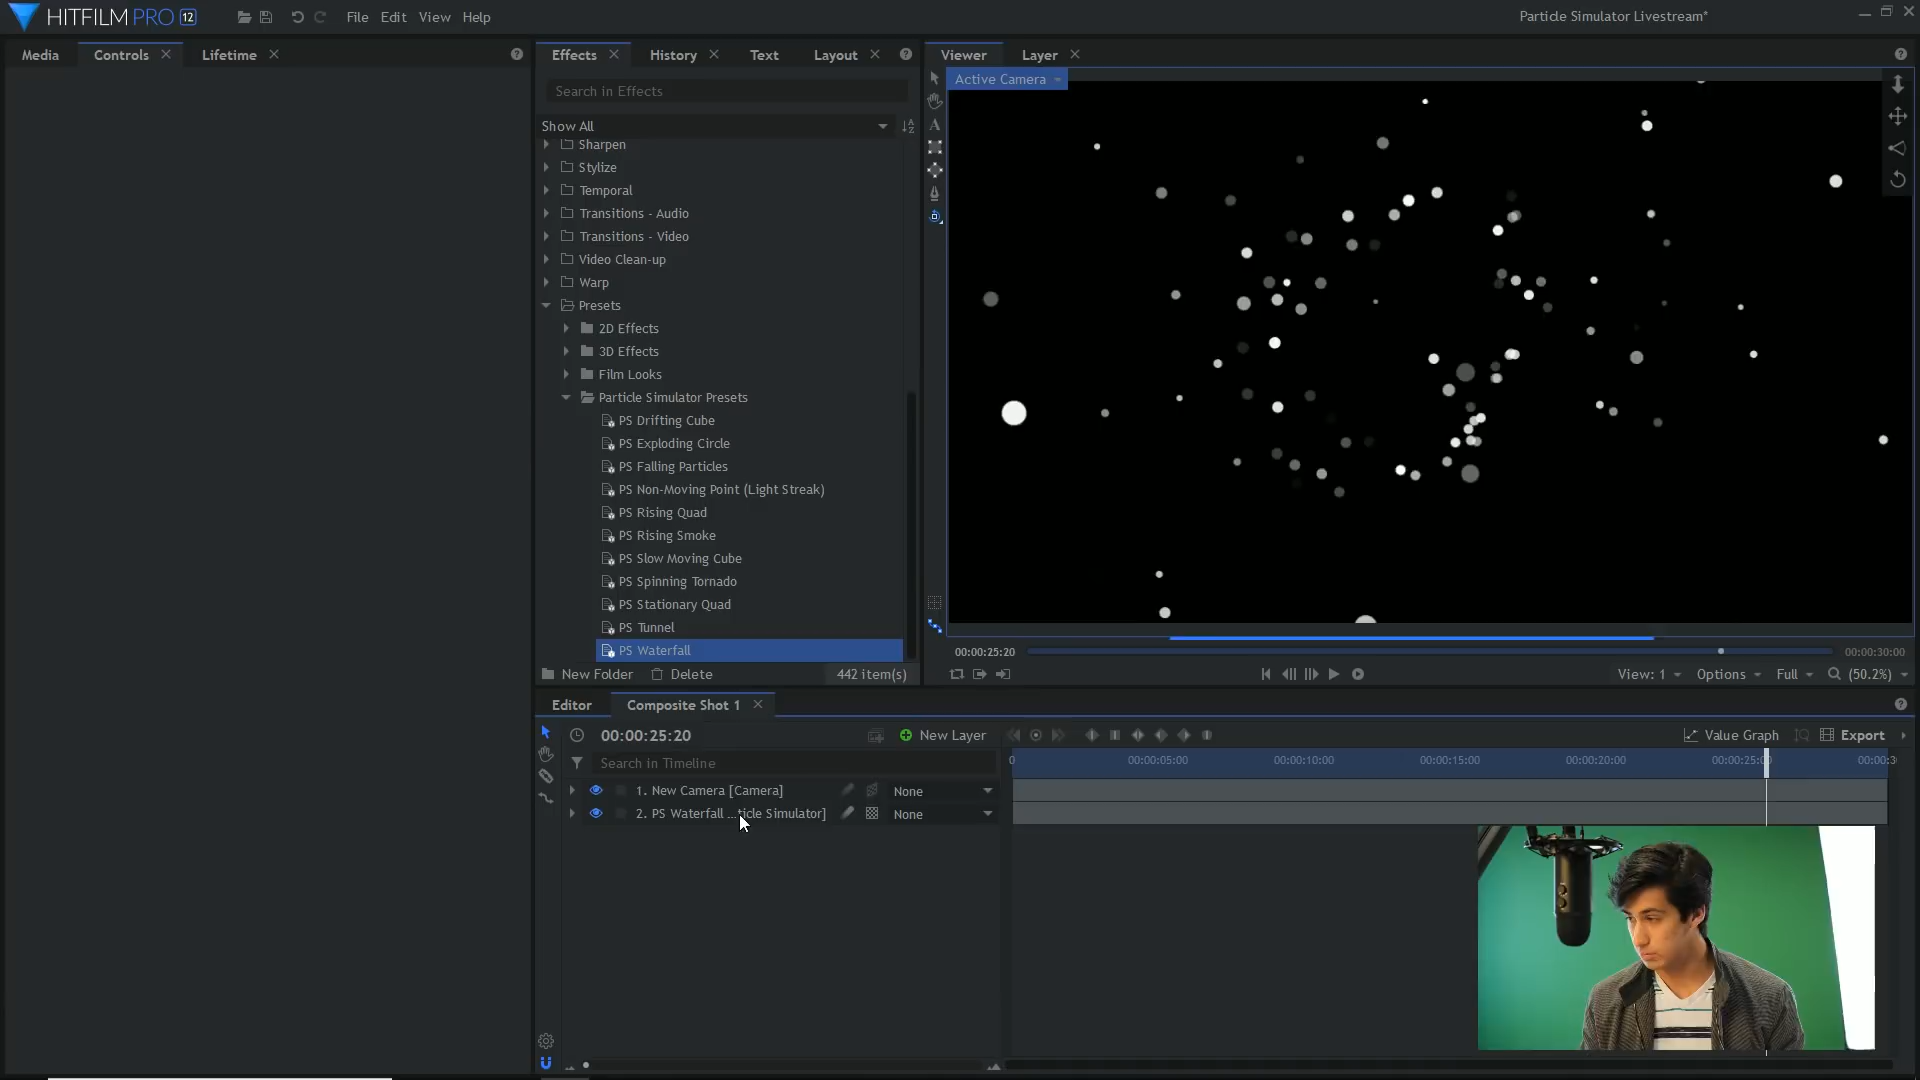 HITFILM PRO 12
File Edit View Help
Particle Simulator Livestream*
Media Controls Lifetime
Effects History Text Layout
Viewer Layer
Active Camera
Search in Effects
Show All
Sharpen
Stylize
Temporal
Transitions - Audio
Transitions - Video
Video Clean-up
Warp
Presets
2D Effects
3D Effects
Film Looks
Particle Simulator Presets
PS Drifting Cube
PS Exploding Circle
PS Falling Particles
PS Non-Moving Point (Light Streak)
PS Rising Quad
PS Rising Smoke
PS Slow Moving Cube
PS Spinning Tornado
PS Stationary Quad
PS Tunnel
PS Waterfall
New Folder Delete 442 item(s)
00:00:25:20 00:00:30:00
View: 1 Options Full (50.2%)
Editor Composite Shot 1
00:00:25:20 New Layer Value Graph Export
Search in Timeline
0 00:00:05:00 00:00:10:00 00:00:15:00 00:00:20:00 00:00:25:00 00:00:3
1. New Camera [Camera] None
2. PS Waterfall ...ticle Simulator] None